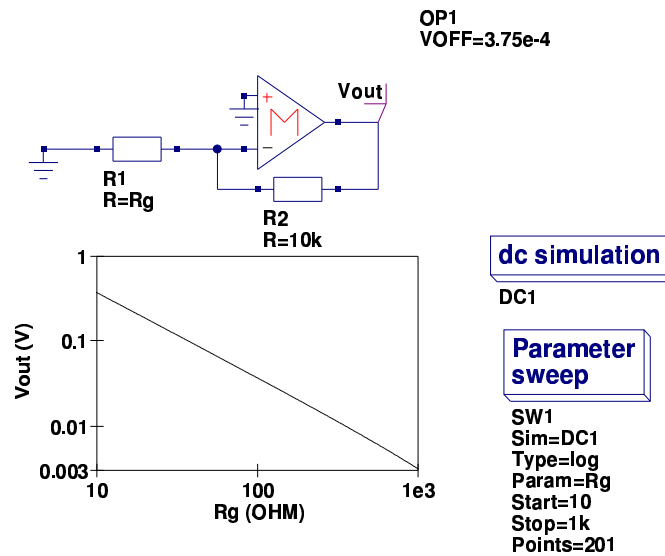 OP1
VOFF=3.75e-4
Vout
+
−
R1
R=Rg
R2
R=10k
1
0.1
0.01
0.003
10
100
1e3
Vout (V)
Rg (OHM)
dc simulation
DC1
Parameter
sweep
SW1
Sim=DC1
Type=log
Param=Rg
Start=10
Stop=1k
Points=201